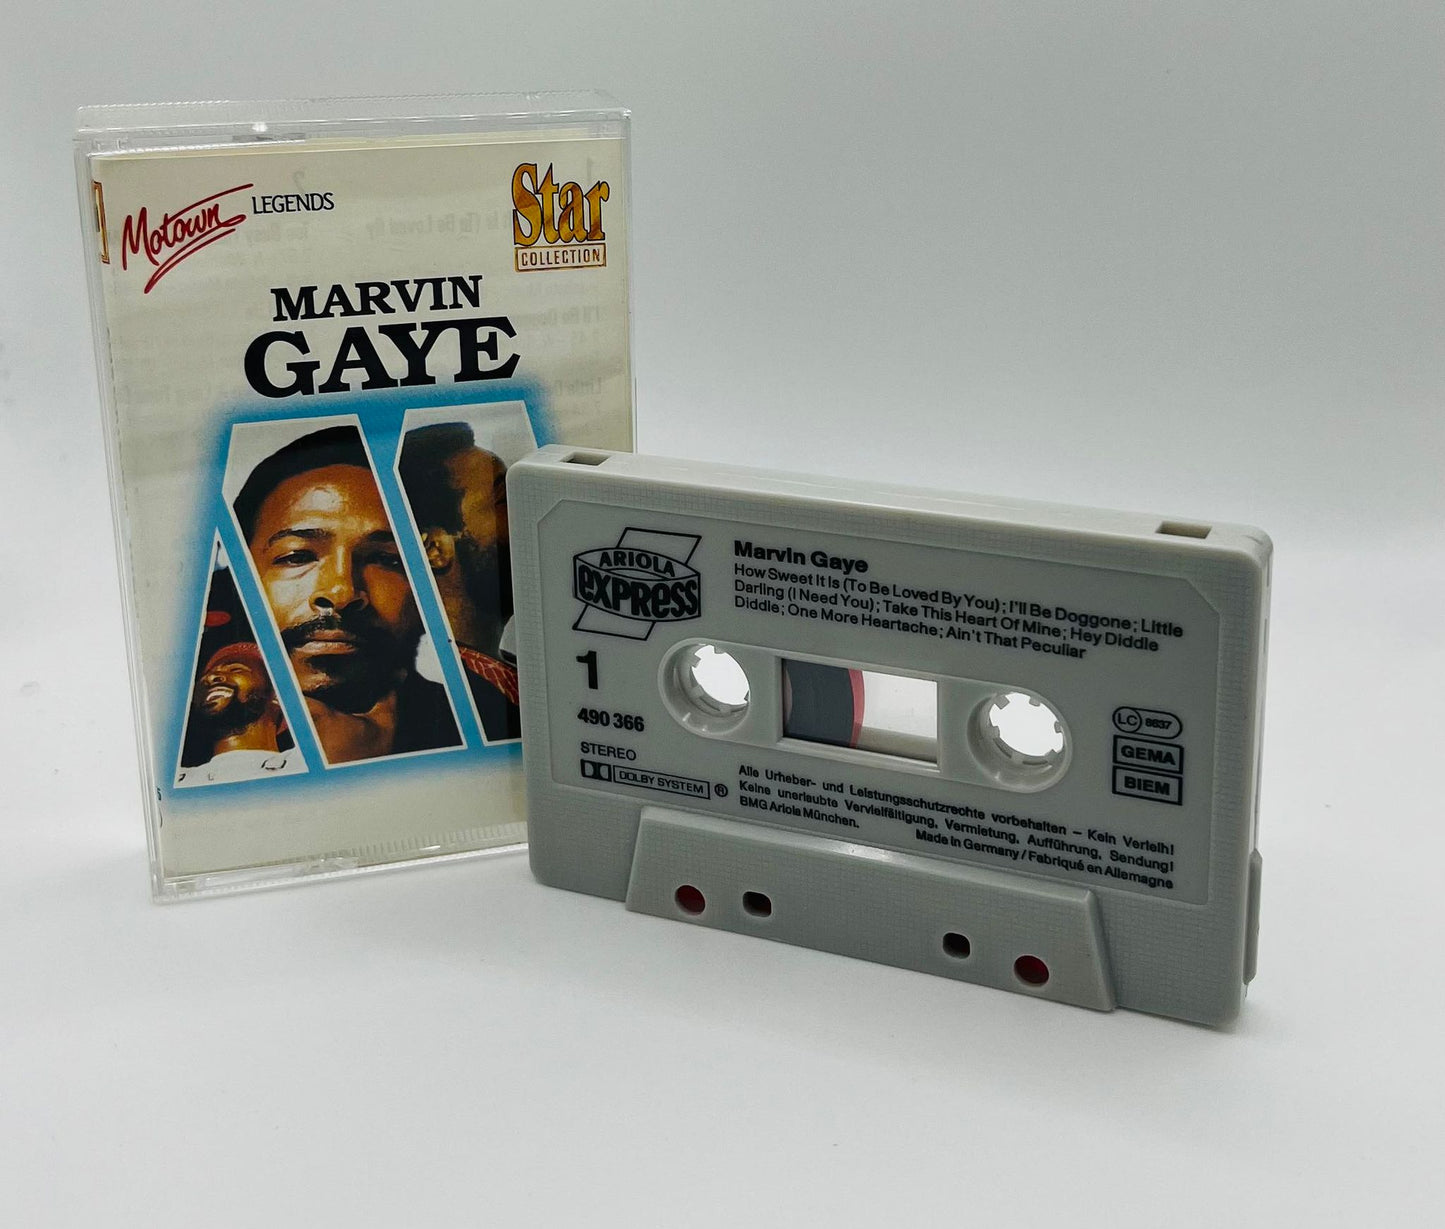 Motown LEGENDS
Star
COLLECTION
MARVIN
GAYE
ARIOLA
express
Marvin Gaye
How Sweet It Is (To Be Loved By You); I'll Be Doggone; Little
Darling (I Need You); Take This Heart Of Mine; Hey Diddle
Diddle; One More Heartache; Ain't That Peculiar
1
490 366
STEREO
DOLBY SYSTEM ®
LC 8637
GEMA
BIEM
Alle Urheber- und Leistungsschutzrechte vorbehalten – Kein Verleih!
Keine unerlaubte Vervielfältigung, Vermietung, Aufführung, Sendung!
BMG Ariola München.
Made in Germany / Fabriqué en Allemagne